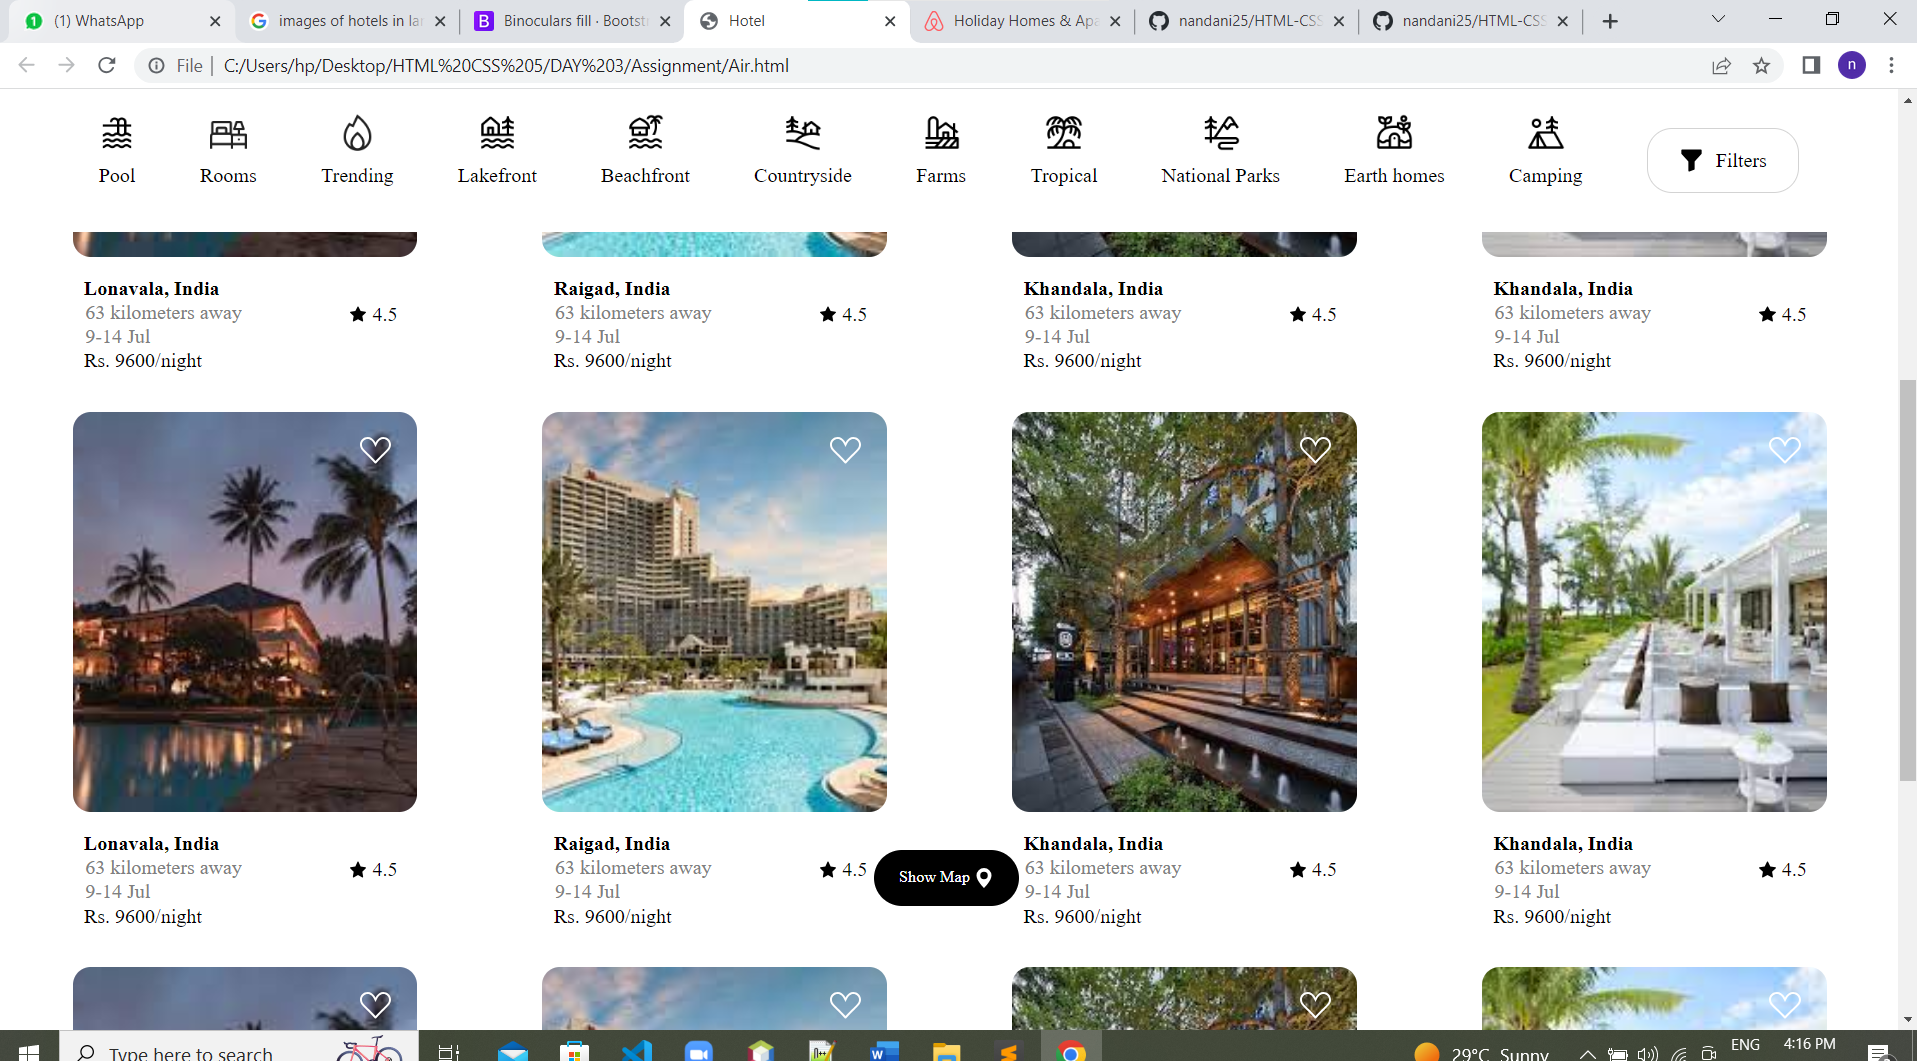 (1) WhatsApp
images of hotels in la
Binoculars fill · Bootst
Hotel
Holiday Homes & Apa
nandani25/HTML-CSS
nandani25/HTML-CSS
File | C:/Users/hp/Desktop/HTML%20CSS%205/DAY%203/Assignment/Air.html
n
Pool Rooms Trending Lakefront Beachfront Countryside Farms Tropical National Parks Earth homes Camping Filters
Lonavala, India
63 kilometers away
9-14 Jul
Rs. 9600/night
4.5
Raigad, India
63 kilometers away
9-14 Jul
Rs. 9600/night
4.5
Khandala, India
63 kilometers away
9-14 Jul
Rs. 9600/night
4.5
Khandala, India
63 kilometers away
9-14 Jul
Rs. 9600/night
4.5
Lonavala, India
63 kilometers away
9-14 Jul
Rs. 9600/night
4.5
Raigad, India
63 kilometers away
9-14 Jul
Rs. 9600/night
4.5
Show Map
Khandala, India
63 kilometers away
9-14 Jul
Rs. 9600/night
4.5
Khandala, India
63 kilometers away
9-14 Jul
Rs. 9600/night
4.5
Type here to search
29°C Sunny
ENG
4:16 PM